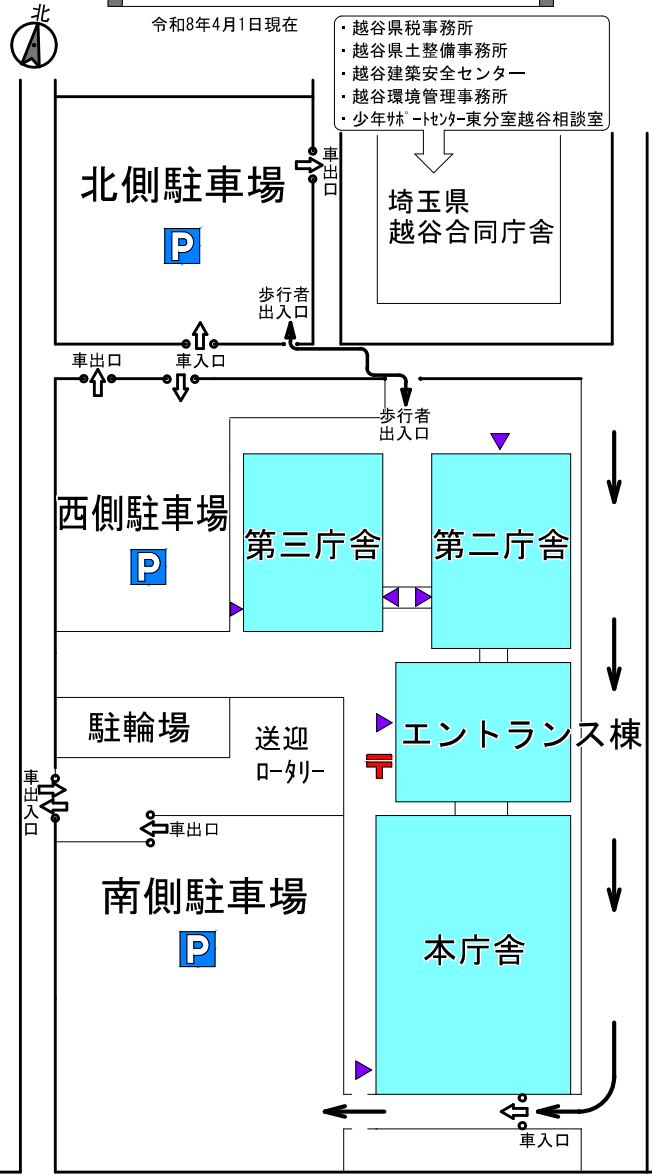 北
令和8年4月1日現在
・越谷県税事務所
・越谷県土整備事務所
・越谷建築安全センター
・越谷環境管理事務所
・少年ｻﾎﾟｰﾄｾﾝﾀｰ東分室越谷相談室
北側駐車場
P
車出口
埼玉県
越谷合同庁舎
歩行者
出入口
車出口
車入口
歩行者
出入口
西側駐車場
P
第三庁舎
第二庁舎
駐輪場
送迎
ﾛｰﾀﾘｰ
エントランス棟
〒
車出入口
車出口
南側駐車場
P
本庁舎
車入口